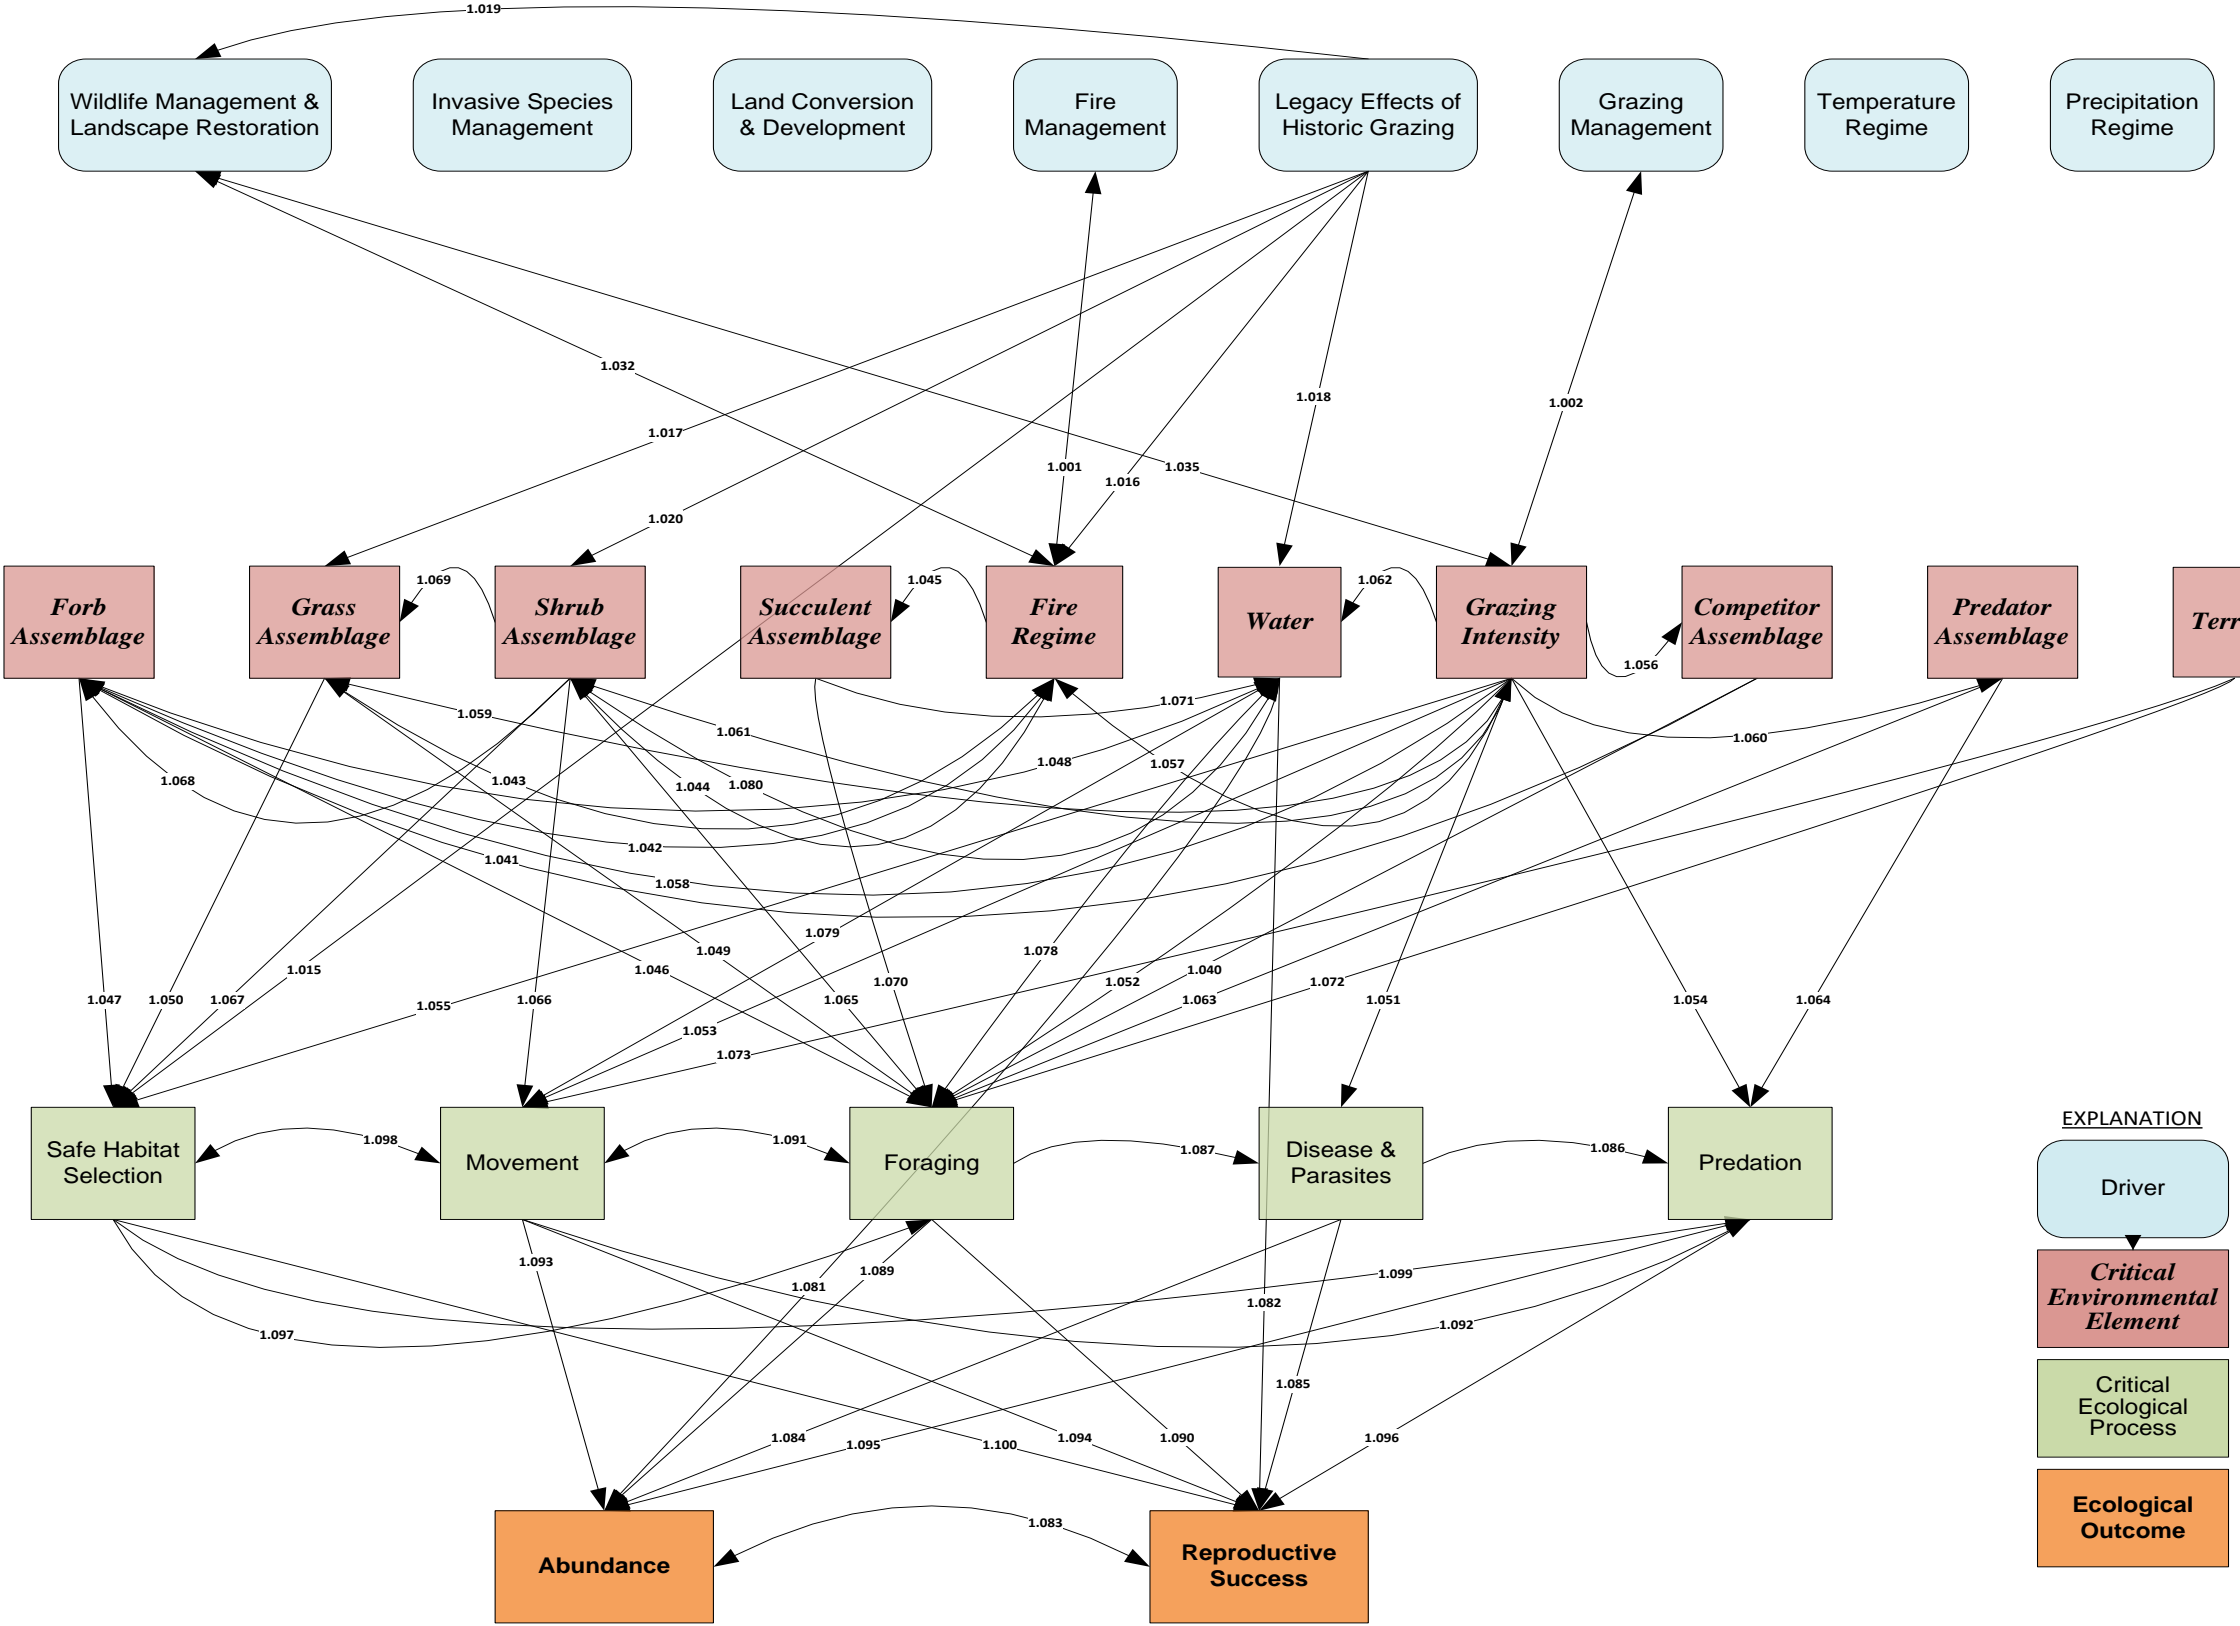 1.019
Wildlife Management &
Landscape Restoration
Invasive Species
Management
Land Conversion
& Development
Fire
Management
Legacy Effects of
Historic Grazing
Grazing
Management
Temperature
Regime
Precipitation
Regime
1.032
1.018
1.002
1.017
1.001
1.035
1.016
1.020
1.069
1.045
1.062
1.056
Forb
Assemblage
Grass
Assemblage
Shrub
Assemblage
Succulent
Assemblage
Fire
Regime
Water
Grazing
Intensity
Competitor
Assemblage
Predator
Assemblage
Terr
1.059
1.071
1.061
1.060
1.068
1.043
1.044
1.080
1.048
1.057
1.042
1.041
1.058
1.079
1.049
1.078
1.015
1.046
1.040
1.070
1.052
1.072
1.047
1.050
1.067
1.055
1.066
1.065
1.063
1.051
1.054
1.064
1.053
1.073
Safe Habitat
Selection
1.098
Movement
1.091
Foraging
1.087
Disease &
Parasites
1.086
Predation
1.093
1.081
1.089
1.099
1.082
1.097
1.092
1.085
1.084
1.095
1.100
1.094
1.090
1.096
1.083
Abundance
Reproductive
Success
EXPLANATION
Driver
Critical
Environmental
Element
Critical
Ecological
Process
Ecological
Outcome